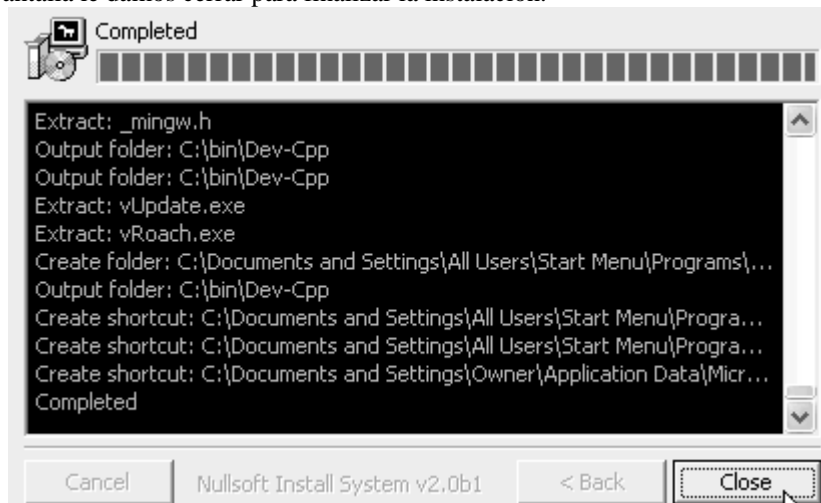 antalla le damos cerrar para finalizar la instalación.
Completed
Extract: _mingw.h
Output folder: C:\bin\Dev-Cpp
Output folder: C:\bin\Dev-Cpp
Extract: vUpdate.exe
Extract: vRoach.exe
Create folder: C:\Documents and Settings\All Users\Start Menu\Programs\...
Output folder: C:\bin\Dev-Cpp
Create shortcut: C:\Documents and Settings\All Users\Start Menu\Progra...
Create shortcut: C:\Documents and Settings\All Users\Start Menu\Progra...
Create shortcut: C:\Documents and Settings\Owner\Application Data\Micr...
Completed
Cancel Nullsoft Install System v2.0b1 < Back Close